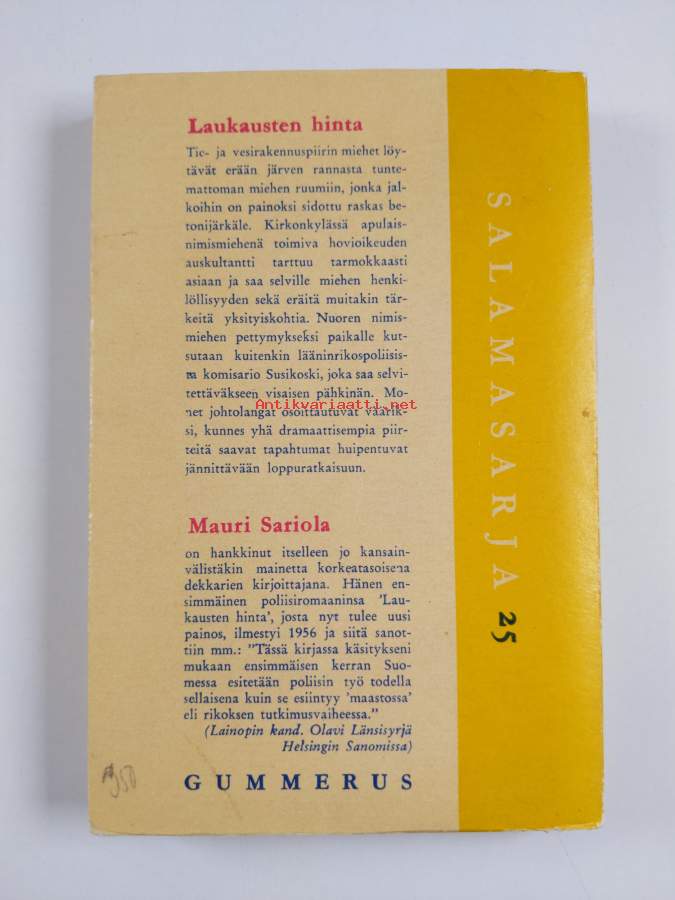 Laukausten hinta
Tie- ja vesirakennuspiirin miehet löy-
tävät erään järven rannasta tunte-
mattoman miehen ruumiin, jonka jal-
koihin on painoksi sidottu raskas be-
tonijärkäle. Kirkonkylässä apulais-
nimismiehenä toimiva hovioikeuden
auskultantti tarttuu tarmokkaasti
asiaan ja saa selville miehen henki-
löllisyyden sekä eräitä muitakin tär-
keitä yksityiskohtia. Nuoren nimis-
miehen pettymykseksi paikalle kut-
sutaan kuitenkin lääninrikospoliisis-
ta komisario Susikoski, joka saa selvi-
tettäväkseen visaisen pähkinän. Mo-
net johtolangat osoittautuvat väärik-
si, kunnes yhä dramaattisempia piir-
teitä saavat tapahtumat huipentuvat
jännittävään loppuratkaisuun.
Antikvariaatti.net
Mauri Sariola
on hankkinut itselleen jo kansain-
välistäkin mainetta korkeatasoisena
dekkarien kirjoittajana. Hänen en-
simmäinen poliisiromaaninsa 'Lau-
kausten hinta', josta nyt tulee uusi
painos, ilmestyi 1956 ja siitä sanot-
tiin mm.: "Tässä kirjassa käsitykseni
mukaan ensimmäisen kerran Suo-
messa esitetään poliisin työ todella
sellaisena kuin se esiintyy 'maastossa'
eli rikoksen tutkimusvaiheessa."
(Lainopin kand. Olavi Länsisyrjä
Helsingin Sanomissa)
GUMMERUS
SALAMASARJA 25